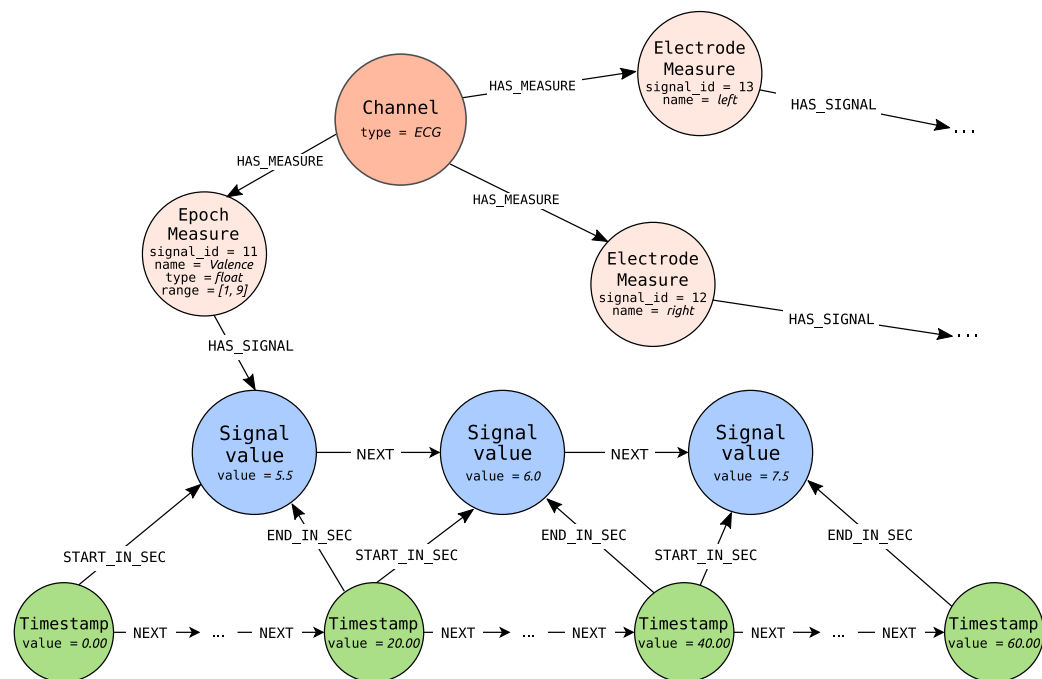 Electrode
Measure
signal_id = 13
name = left
HAS_MEASURE
Channel
type = ECG
HAS_SIGNAL
...
HAS_MEASURE
HAS_MEASURE
Epoch
Measure
signal_id = 11
name = Valence
type = float
range = [1, 9]
Electrode
Measure
signal_id = 12
name = right
HAS_SIGNAL
...
HAS_SIGNAL
Signal
value
value = 5.5
NEXT
Signal
value
value = 6.0
NEXT
Signal
value
value = 7.5
START_IN_SEC
END_IN_SEC
START_IN_SEC
END_IN_SEC
START_IN_SEC
END_IN_SEC
Timestamp
value = 0.00
NEXT
...
NEXT
Timestamp
value = 20.00
NEXT
...
NEXT
Timestamp
value = 40.00
NEXT
...
NEXT
Timestamp
value = 60.00